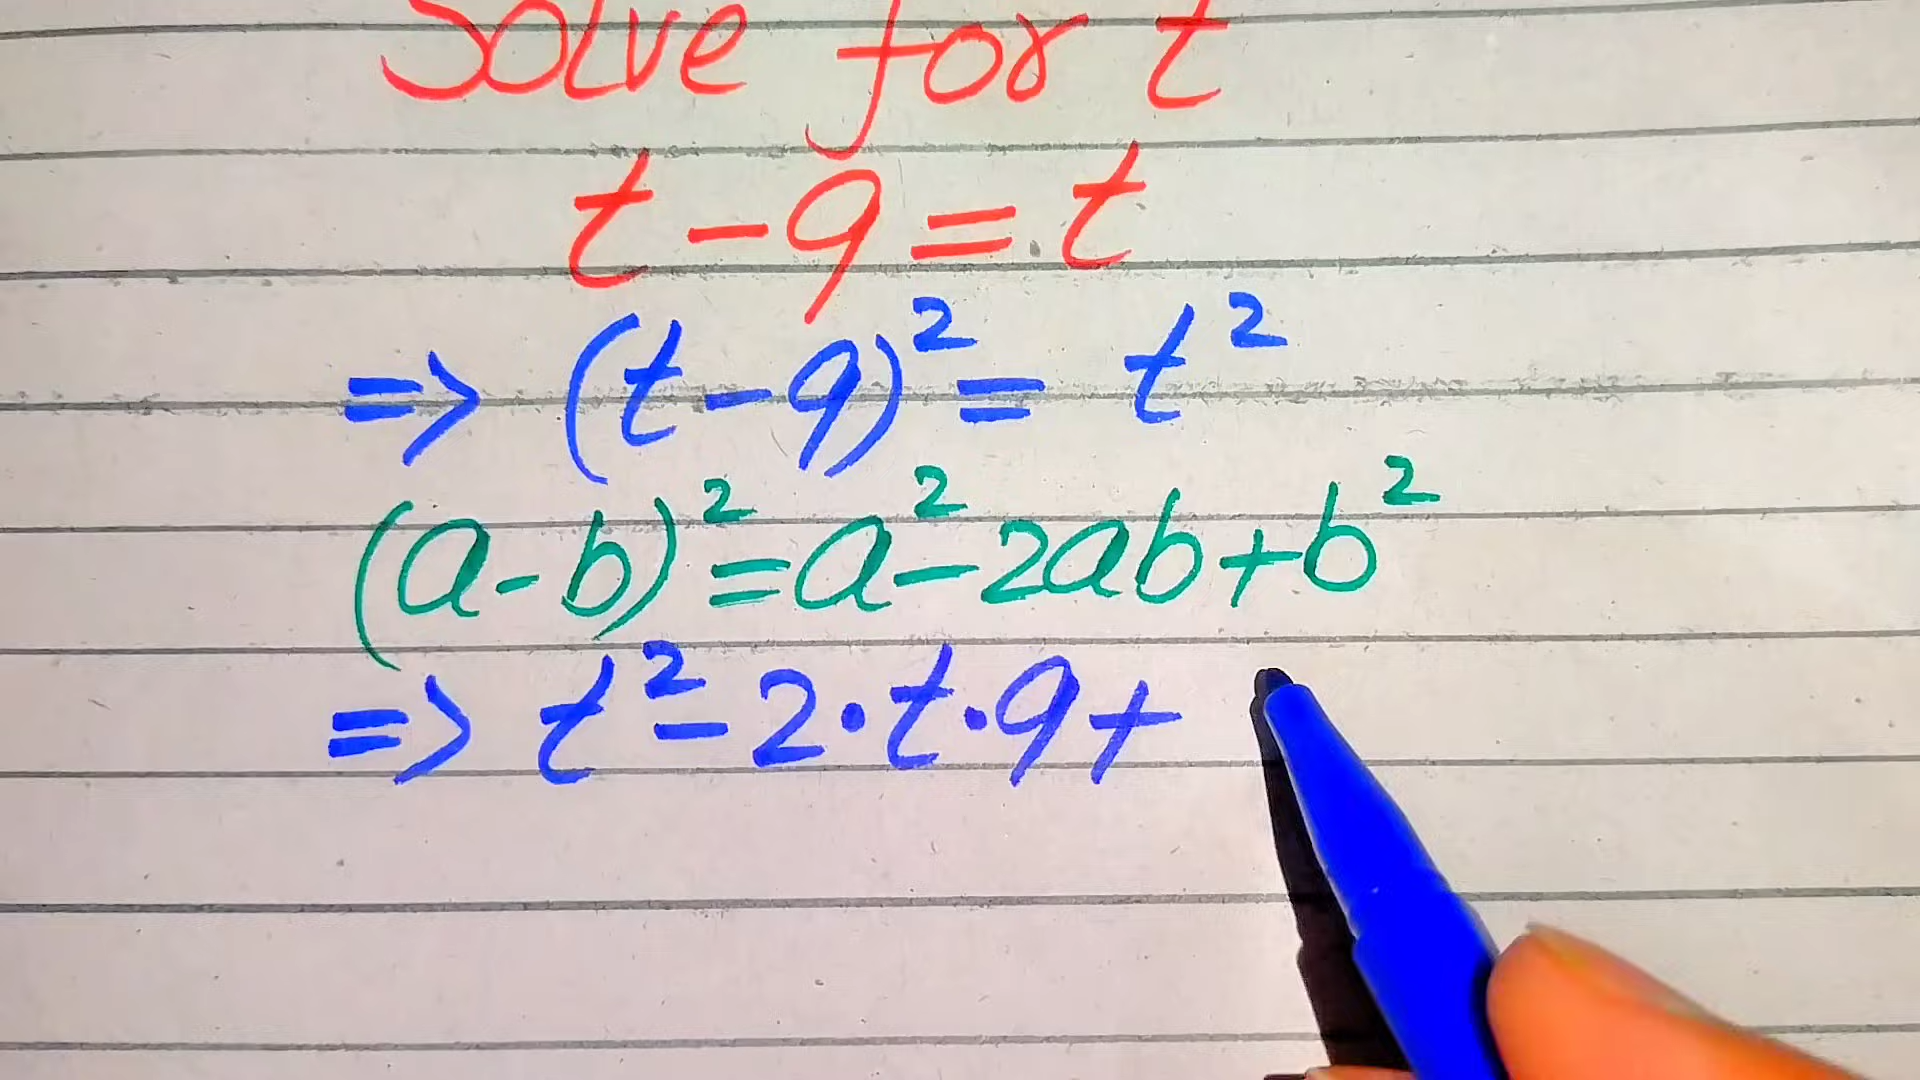 Solve for t
t - 9 = t
=> (t - 9)² = t²
(a - b)² = a² - 2ab + b²
=> t² - 2·t·9 +